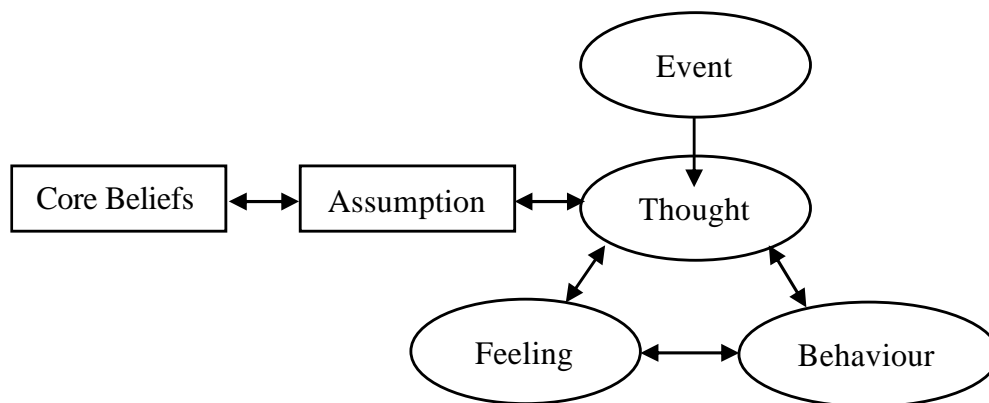 Event
Core Beliefs
Assumption
Thought
Feeling
Behaviour